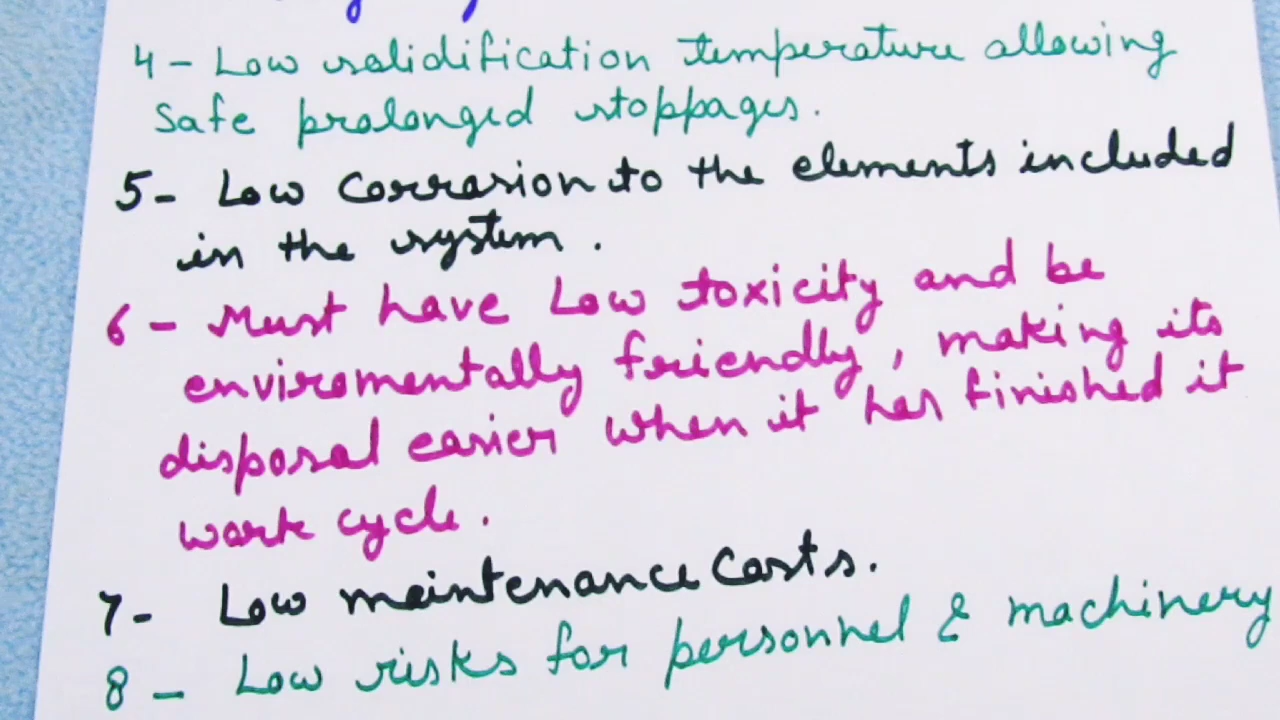 4 - Low solidification temperature allowing
safe prolonged stoppages.
5 - Low corrosion to the elements included
in the system.
6 - Must have Low toxicity and be
enviromentally friendly, making its
disposal easier when it has finished it
work cycle.
7 - Low maintenance costs.
8 - Low risks for personnel & machinery